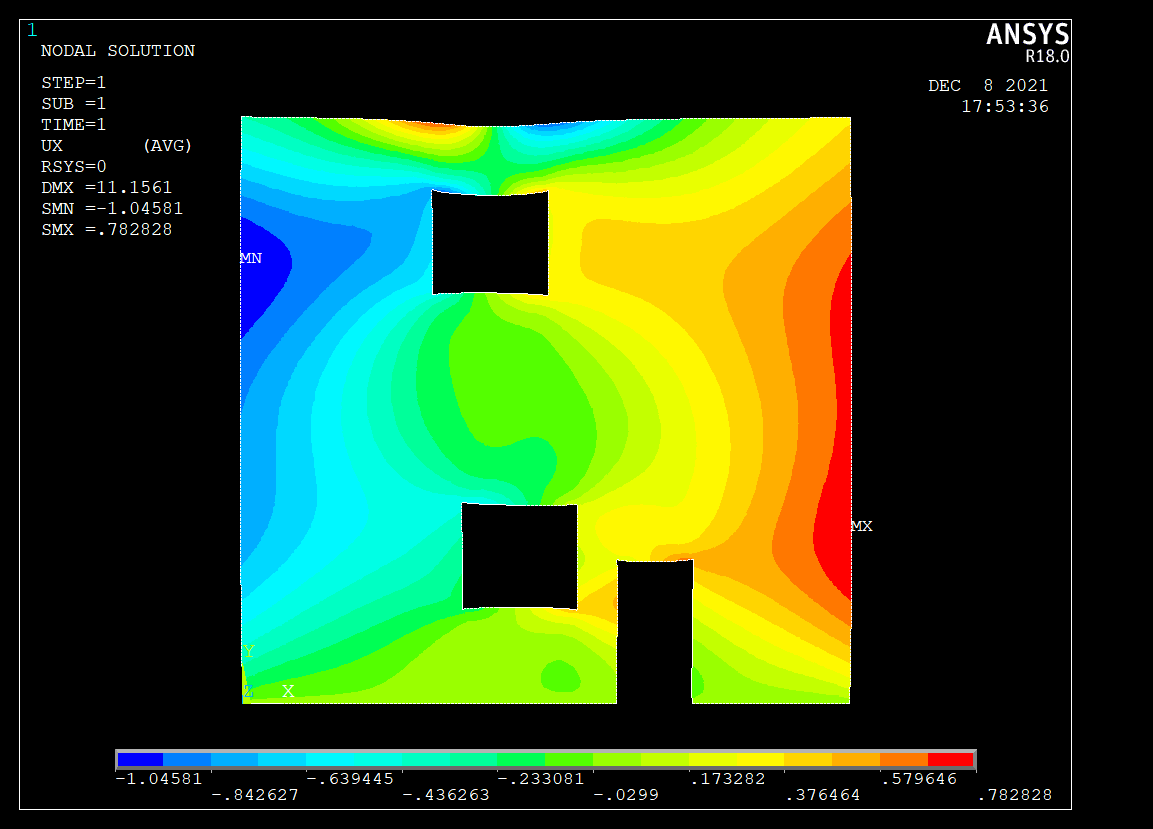 1
ANSYS
R18.0
NODAL SOLUTION
DEC 8 2021
17:53:36
STEP=1
SUB =1
TIME=1
UX (AVG)
RSYS=0
DMX =11.1561
SMN =-1.04581
SMX =.782828
MN
MX
Y
Z X
-1.04581 -.639445 -.233081 .173282 .579646
-.842627 -.436263 -.0299 .376464 .782828